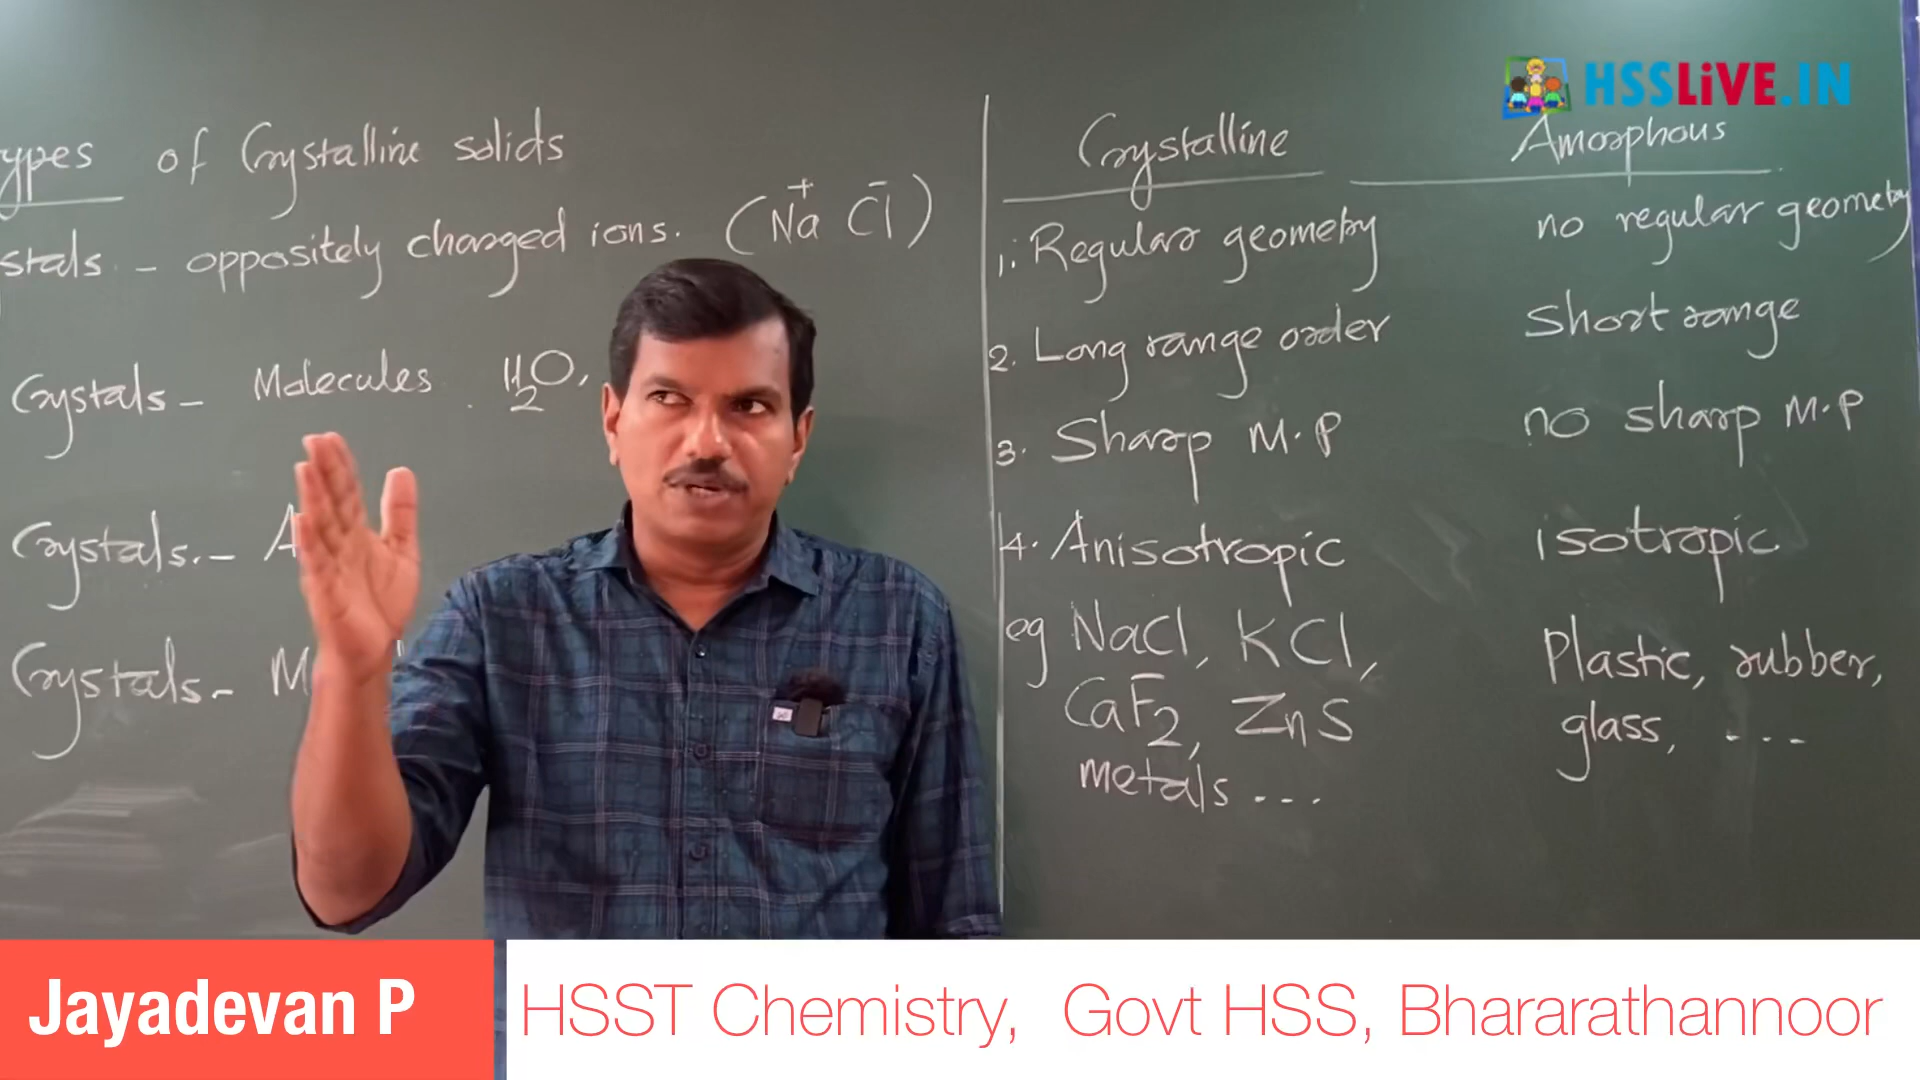 HSSLiVE.IN
ypes of Crystalline solids
stals - oppositely charged ions. (Na+ Cl-)
Crystals - Molecules. H2O,
Crystals. -
Crystals -
Crystalline Amorphous
1. Regular geometry no regular geometry
2. Long range order Short range
3. Sharp M.P no sharp M.P
4. Anisotropic isotropic
eg NaCl, KCl, Plastic, rubber,
CaF2, ZnS glass, ...
metals ...
Jayadevan P
HSST Chemistry, Govt HSS, Bhararathannoor